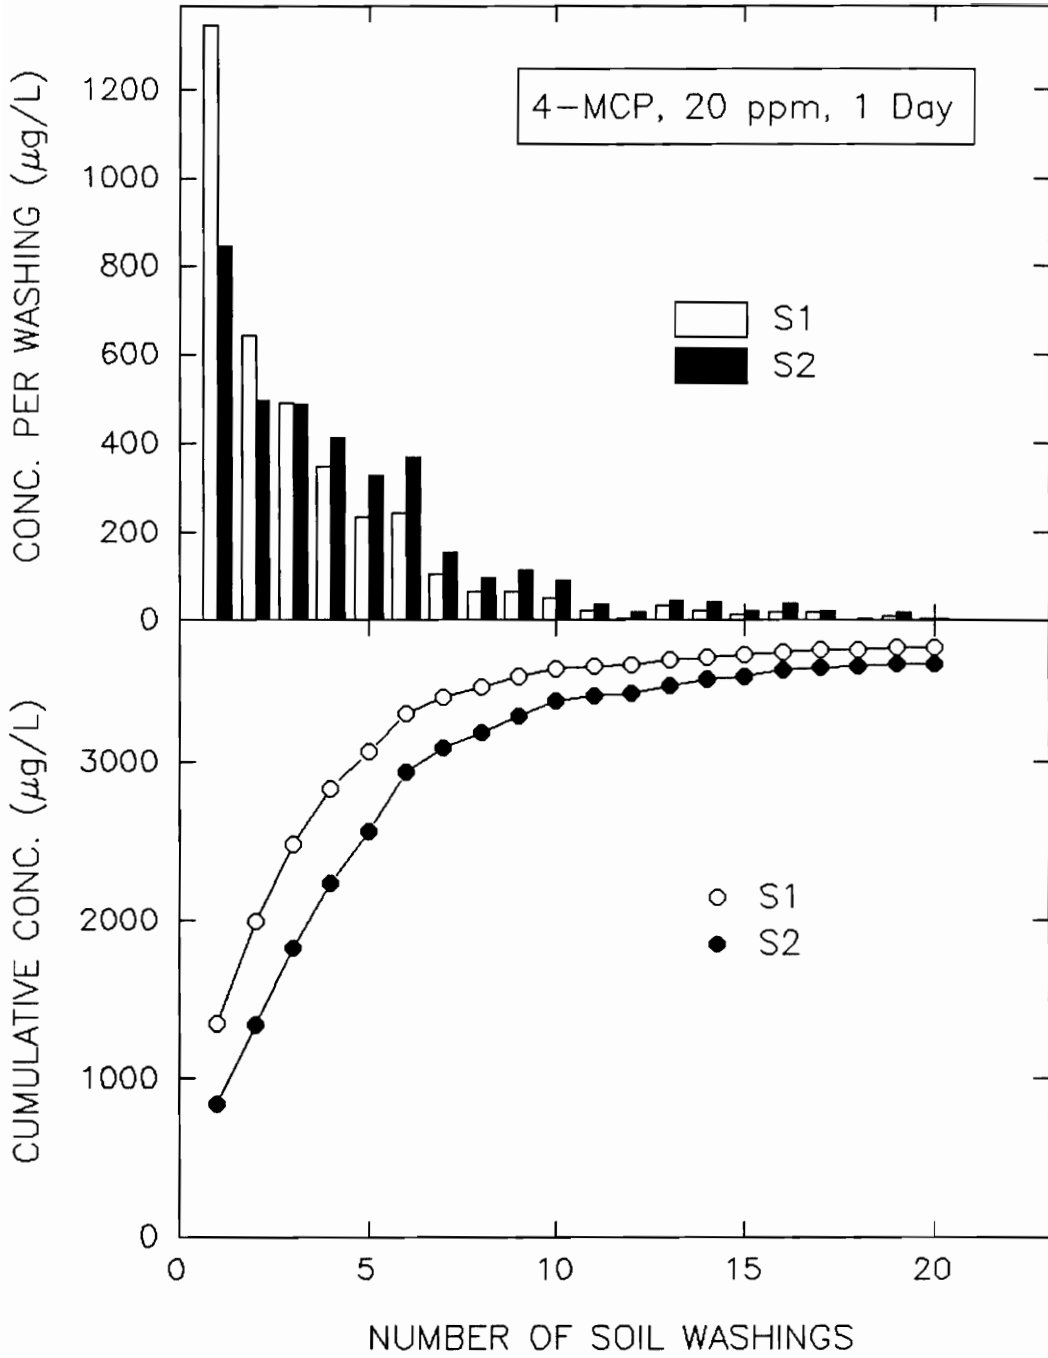 4-MCP, 20 ppm, 1 Day
CONC. PER WASHING (μg/L)
1200
1000
800
600
400
200
0
S1
S2
CUMULATIVE CONC. (μg/L)
3000
2000
1000
0
S1
S2
0 5 10 15 20
NUMBER OF SOIL WASHINGS